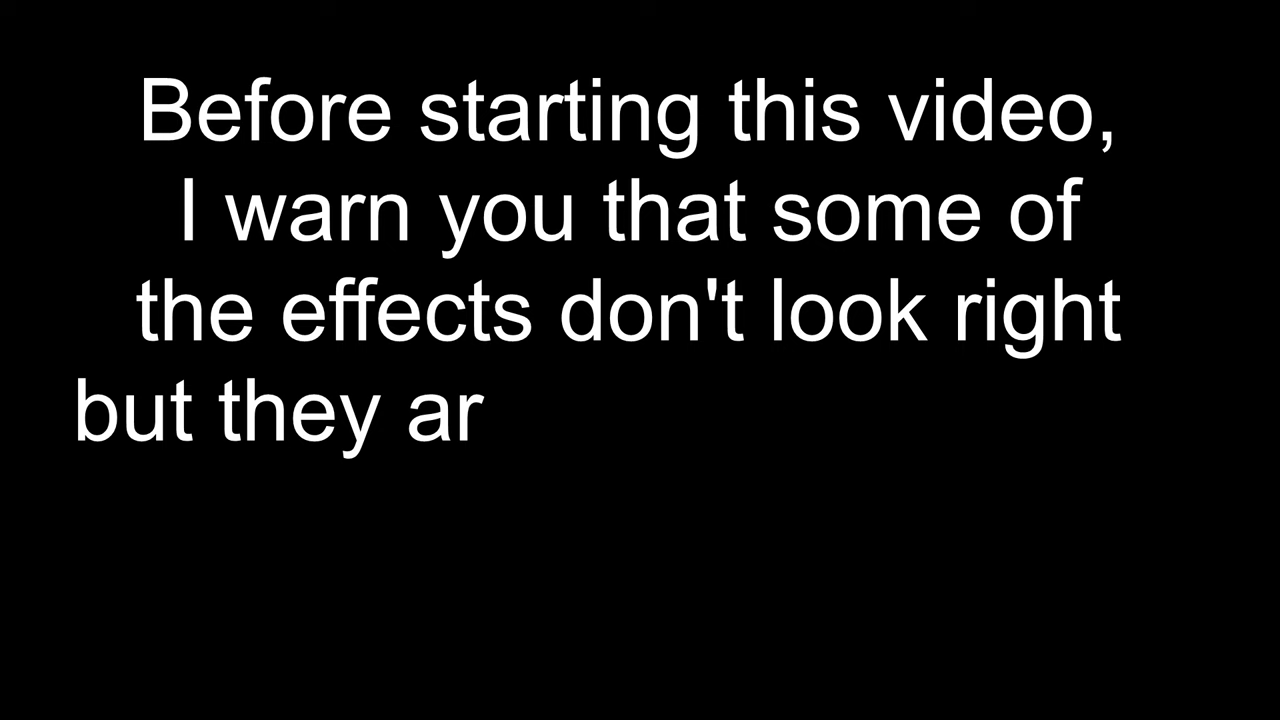 Before starting this video,
I warn you that some of
the effects don't look right
but they ar